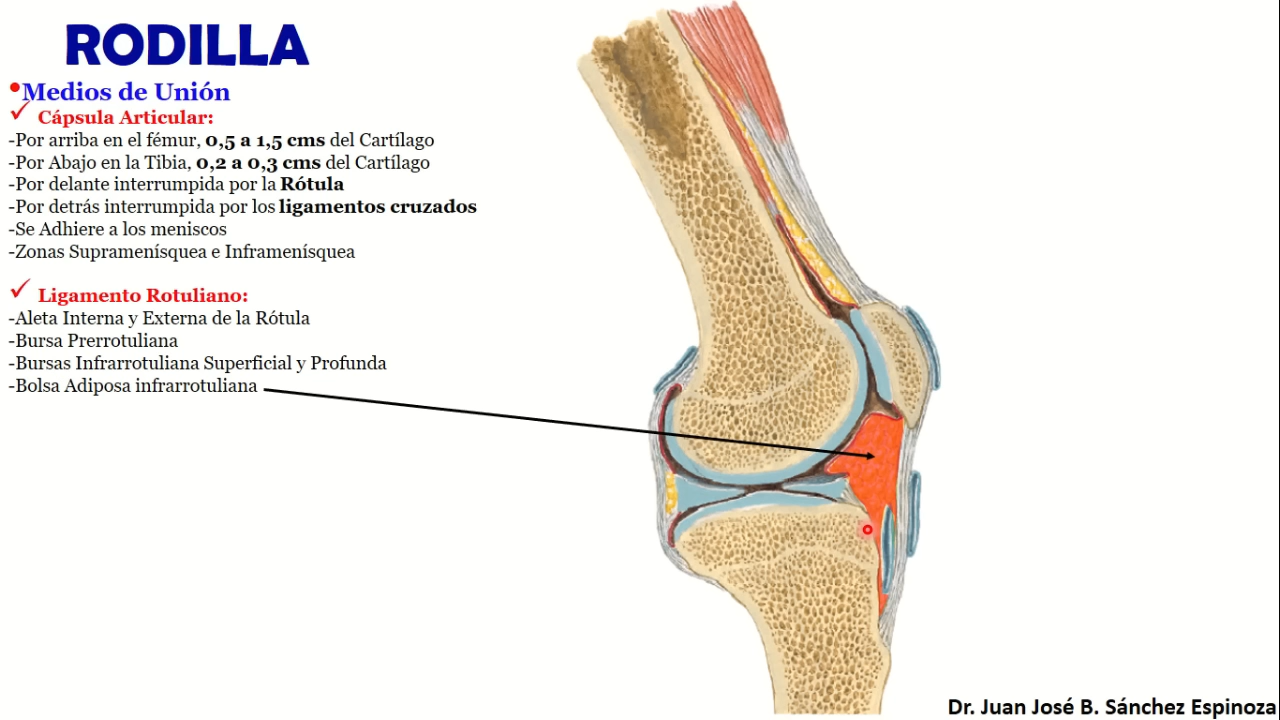 RODILLA
•Medios de Unión
✓ Cápsula Articular:
-Por arriba en el fémur, 0,5 a 1,5 cms del Cartílago
-Por Abajo en la Tibia, 0,2 a 0,3 cms del Cartílago
-Por delante interrumpida por la Rótula
-Por detrás interrumpida por los ligamentos cruzados
-Se Adhiere a los meniscos
-Zonas Supramenísquea e Inframenísquea
✓ Ligamento Rotuliano:
-Aleta Interna y Externa de la Rótula
-Bursa Prerrotuliana
-Bursas Infrarrotuliana Superficial y Profunda
-Bolsa Adiposa infrarrotuliana
Dr. Juan José B. Sánchez Espinoza